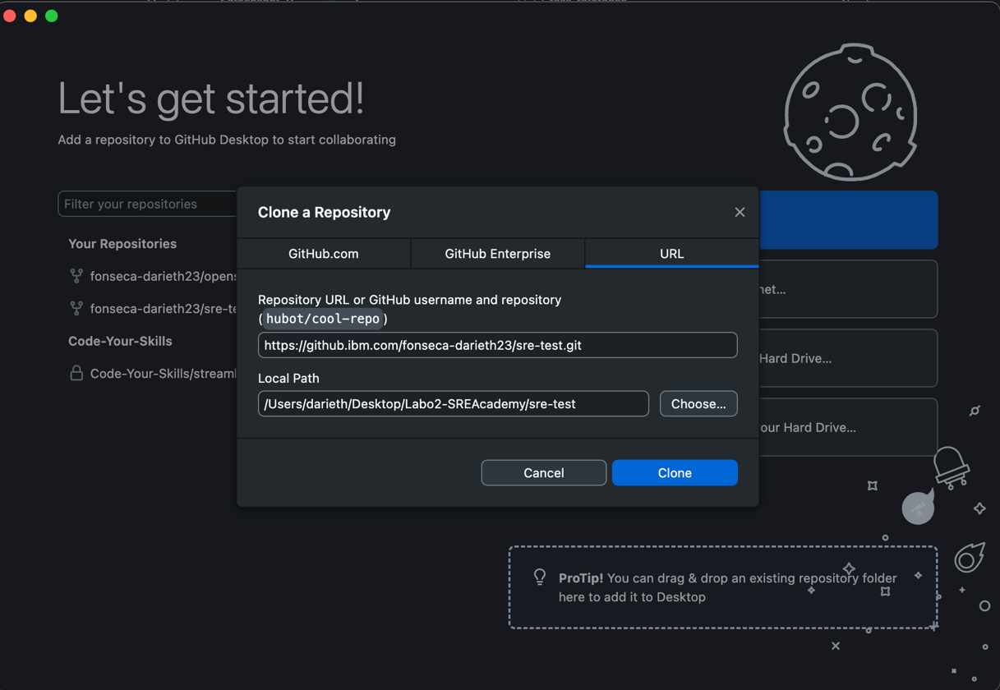 Let's get started!
Add a repository to GitHub Desktop to start collaborating
Filter your repositories
Your Repositories
fonseca-darieth23/opens
fonseca-darieth23/sre-te
Code-Your-Skills
Code-Your-Skills/streaml
Clone a Repository
GitHub.com
GitHub Enterprise
URL
Repository URL or GitHub username and repository
(hubot/cool-repo)
https://github.ibm.com/fonseca-darieth23/sre-test.git
Local Path
/Users/darieth/Desktop/Labo2-SREAcademy/sre-test
Choose...
Cancel
Clone
net...
Hard Drive...
our Hard Drive...
ProTip! You can drag & drop an existing repository folder
here to add it to Desktop